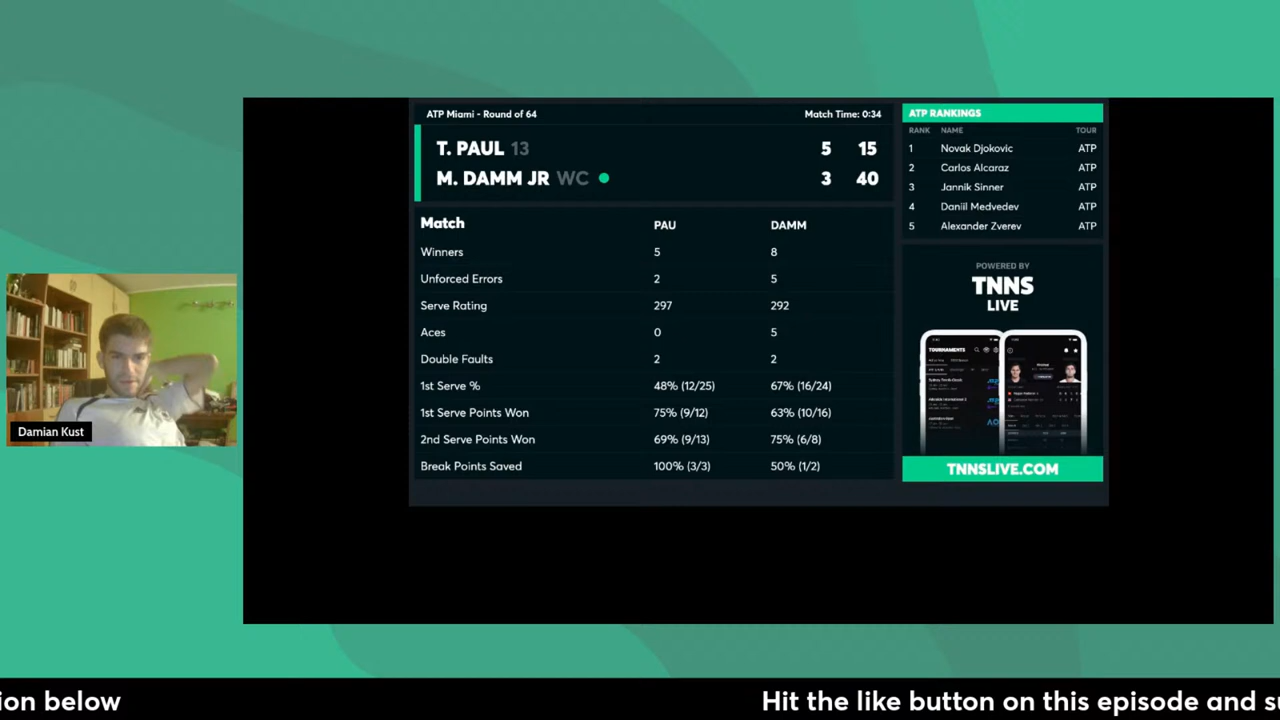 ATP Miami - Round of 64
Match Time: 0:34
T. PAUL 13 5 15
M. DAMM JR WC 3 40
Match PAU DAMM
Winners 5 8
Unforced Errors 2 5
Serve Rating 297 292
Aces 0 5
Double Faults 2 2
1st Serve % 48% (12/25) 67% (16/24)
1st Serve Points Won 75% (9/12) 63% (10/16)
2nd Serve Points Won 69% (9/13) 75% (6/8)
Break Points Saved 100% (3/3) 50% (1/2)
ATP RANKINGS
RANK NAME TOUR
1 Novak Djokovic ATP
2 Carlos Alcaraz ATP
3 Jannik Sinner ATP
4 Daniil Medvedev ATP
5 Alexander Zverev ATP
POWERED BY
TNNS
LIVE
TOURNAMENTS
TNNSLIVE.COM
Damian Kust
ion below
Hit the like button on this episode and su